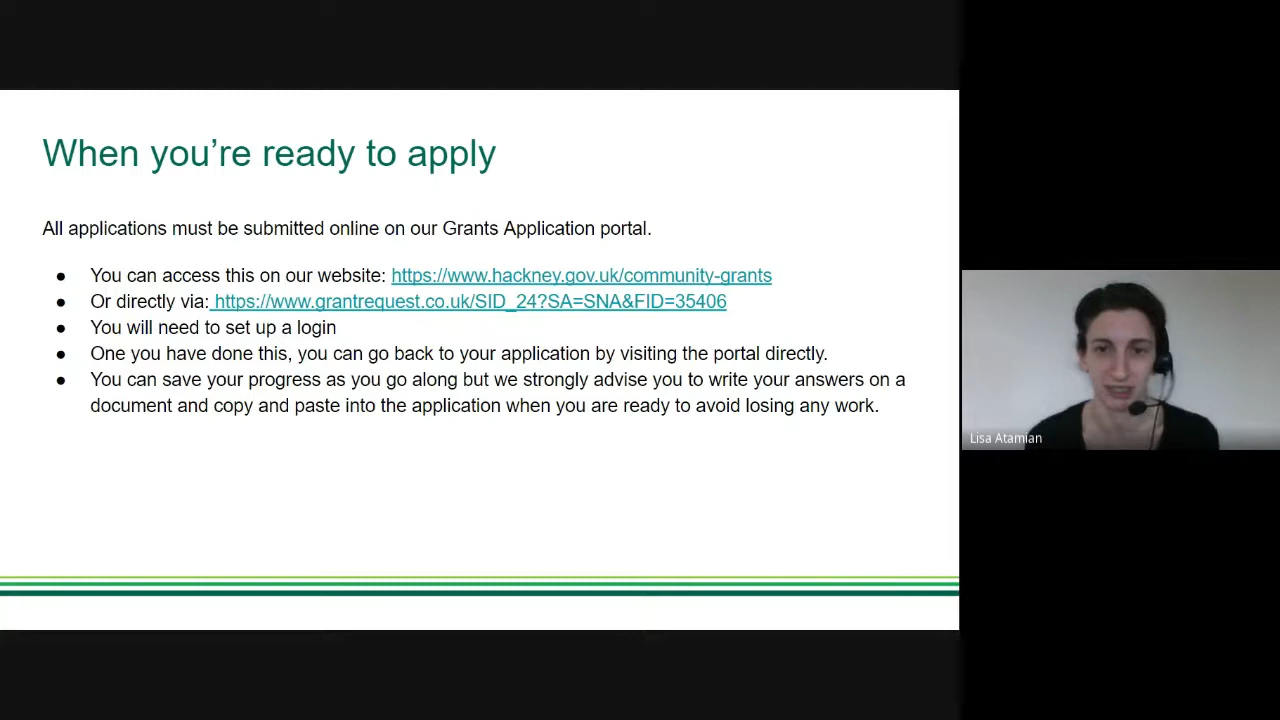 When you’re ready to apply
All applications must be submitted online on our Grants Application portal.
● You can access this on our website: https://www.hackney.gov.uk/community-grants
● Or directly via: https://www.grantrequest.co.uk/SID_24?SA=SNA&FID=35406
● You will need to set up a login
● One you have done this, you can go back to your application by visiting the portal directly.
● You can save your progress as you go along but we strongly advise you to write your answers on a
document and copy and paste into the application when you are ready to avoid losing any work.
Lisa Atamian